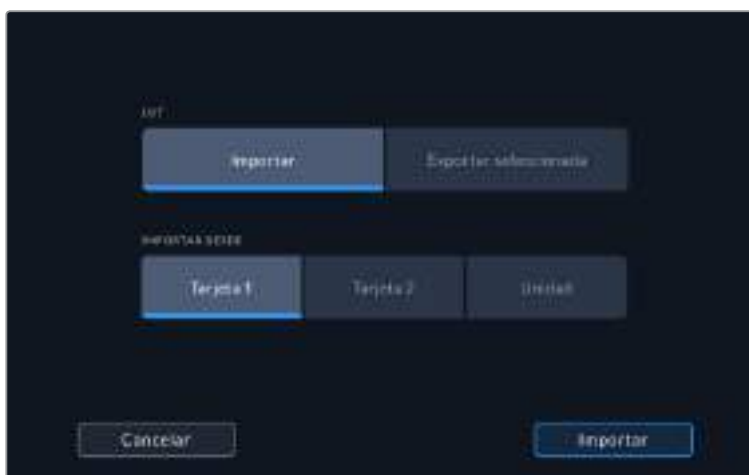 LUT
Importar Exportar seleccionada
IMPORTAR DESDE
Tarjeta 1 Tarjeta 2 Unidad
Cancelar Importar